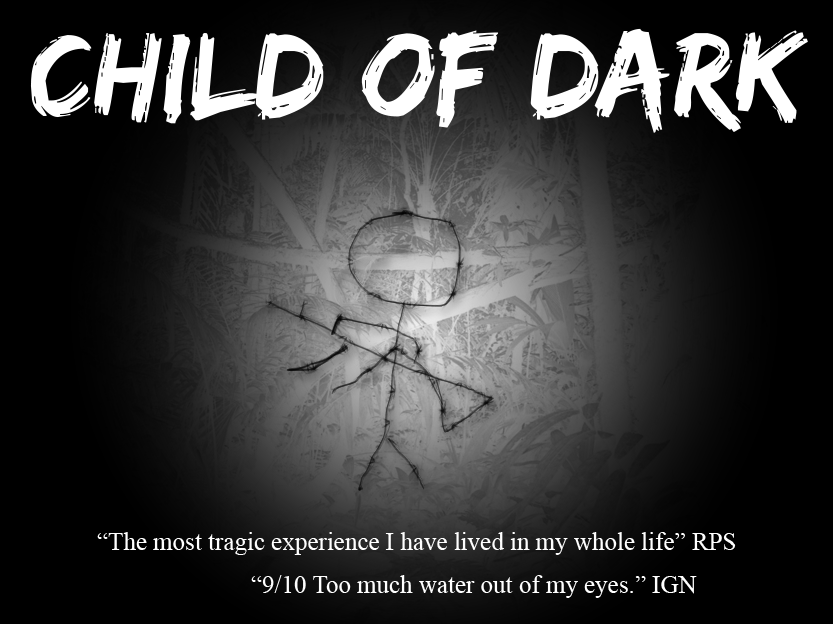 CHILD OF DARK
“The most tragic experience I have lived in my whole life” RPS
“9/10 Too much water out of my eyes.” IGN